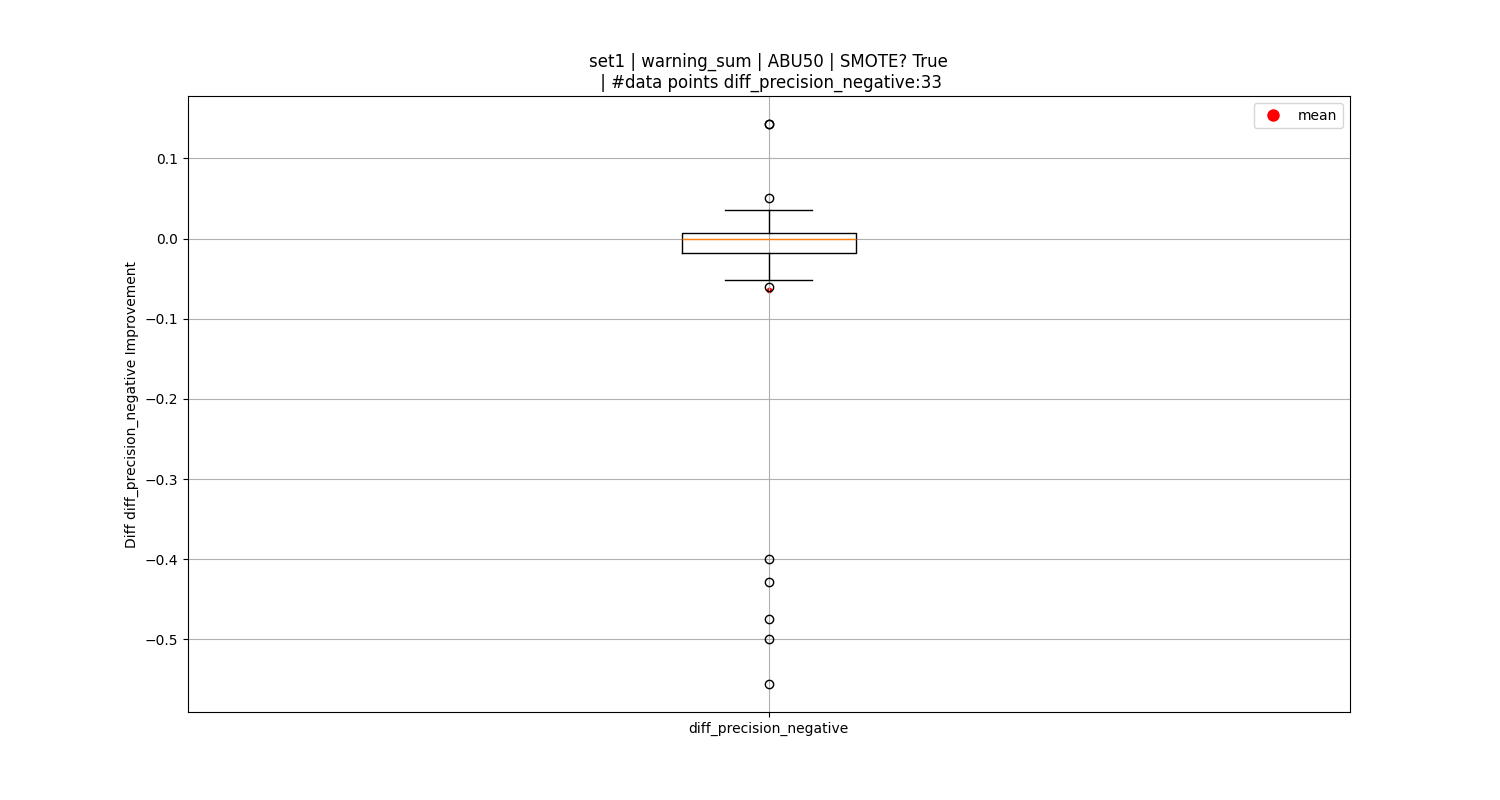 set1 | warning_sum | ABU50 | SMOTE? True
| #data points diff_precision_negative:33
mean
0.1
0.0
−0.1
−0.2
−0.3
−0.4
−0.5
Diff diff_precision_negative Improvement
diff_precision_negative